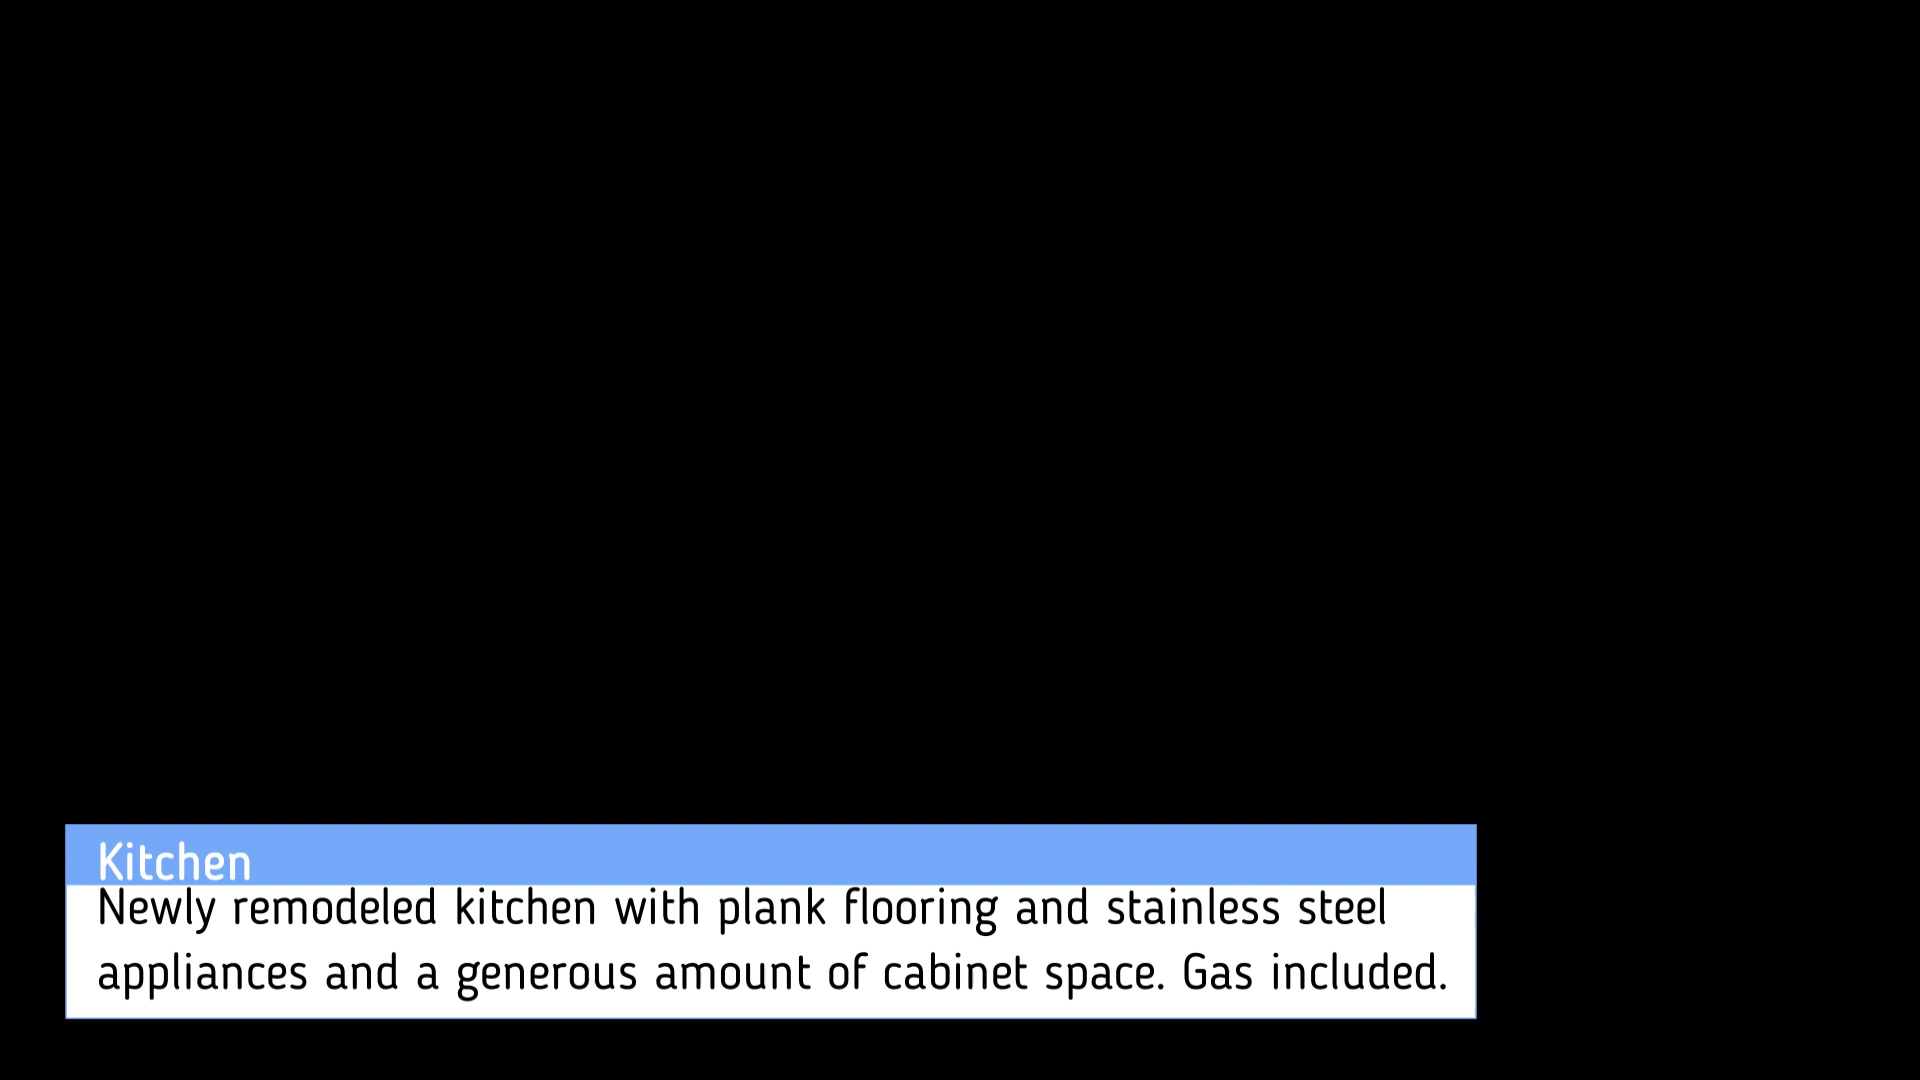 Kitchen
Newly remodeled kitchen with plank flooring and stainless steel
appliances and a generous amount of cabinet space. Gas included.